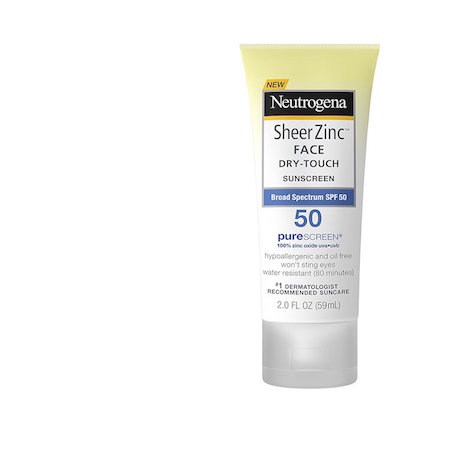 NEW
Neutrogena
SheerZinc™
FACE
DRY-TOUCH
SUNSCREEN
Broad Spectrum SPF 50
50
pureSCREEN®
100% zinc oxide uva•uvb
hypoallergenic and oil free
won't sting eyes
water resistant (80 minutes)
#1 DERMATOLOGIST
RECOMMENDED SUNCARE
2.0 FL OZ (59mL)